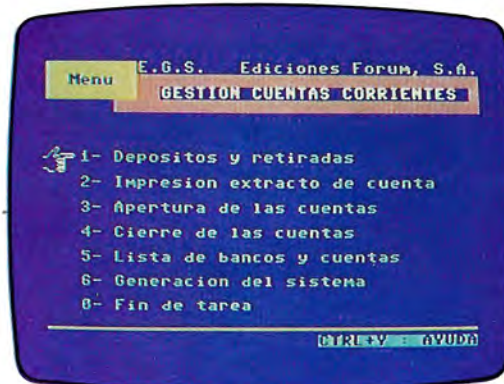 E.G.S. Ediciones Forum, S.A.
Menu
GESTION CUENTAS CORRIENTES
1- Depositos y retiradas
2- Impresion extracto de cuenta
3- Apertura de las cuentas
4- Cierre de las cuentas
5- Lista de bancos y cuentas
6- Generacion del sistema
0- Fin de tarea
CTRL+Y : AYUDA